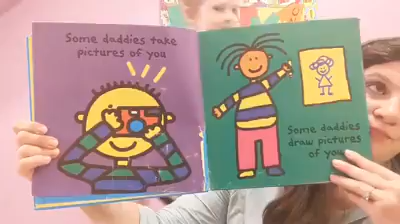 Some daddies take
pictures of you
Some daddies
draw pictures
of you